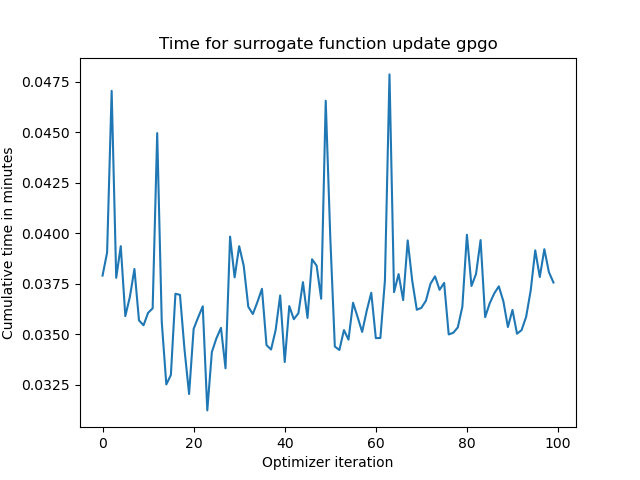 Time for surrogate function update gpgo
Cumulative time in minutes
0.0475
0.0450
0.0425
0.0400
0.0375
0.0350
0.0325
0 20 40 60 80 100
Optimizer iteration